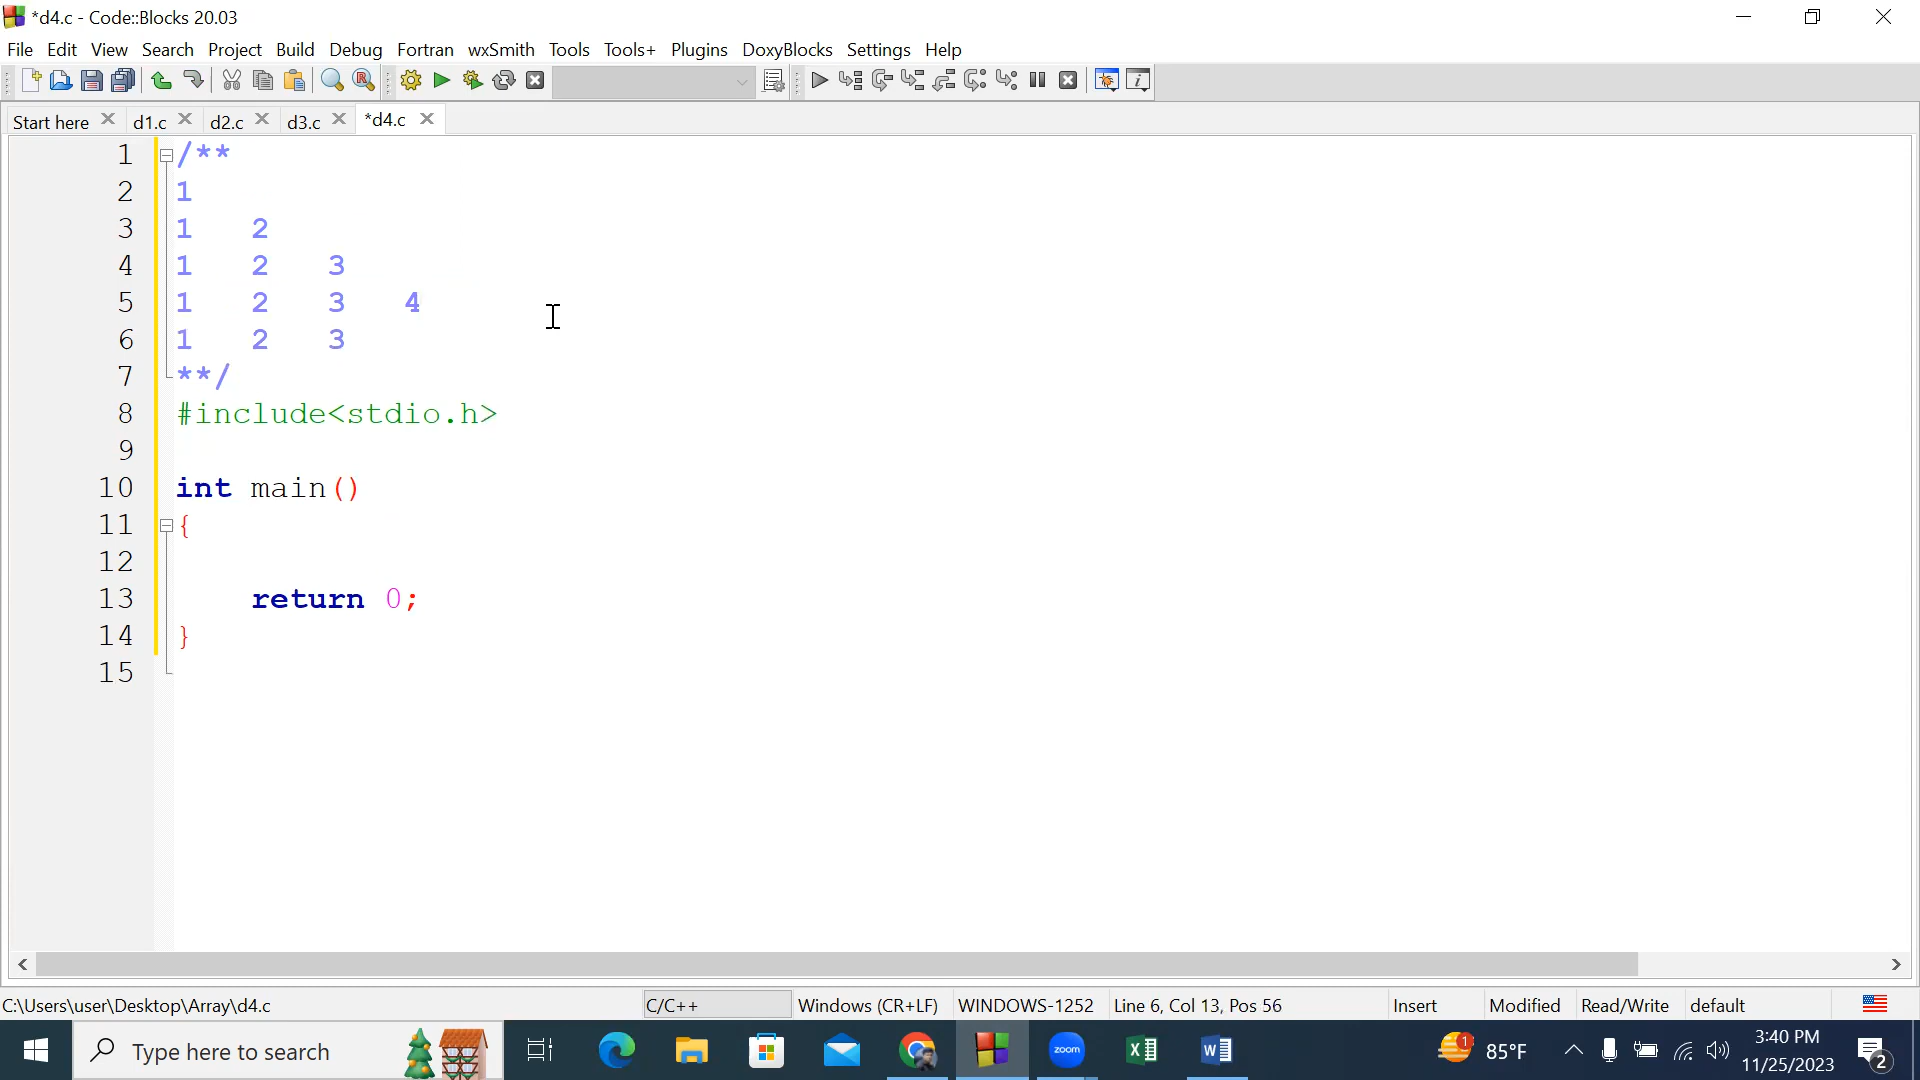 *d4.c - Code::Blocks 20.03
File Edit View Search Project Build Debug Fortran wxSmith Tools Tools+ Plugins DoxyBlocks Settings Help
Start here d1.c d2.c d3.c *d4.c
1 /**
2 1
3 1 2
4 1 2 3
5 1 2 3 4
6 1 2 3
7 **/
8 #include<stdio.h>
9
10 int main()
11 {
12
13 return 0;
14 }
15
C:\Users\user\Desktop\Array\d4.c C/C++ Windows (CR+LF) WINDOWS-1252 Line 6, Col 13, Pos 56 Insert Modified Read/Write default
Type here to search zoom 1 85°F 3:40 PM
11/25/2023 2